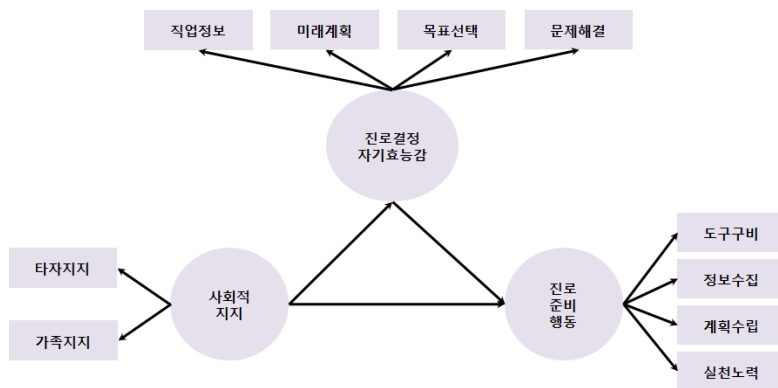 직업정보
미래계획
목표선택
문제해결
진로결정
자기효능감
타자지지
가족지지
사회적
지지
진로
준비
행동
도구구비
정보수집
계획수립
실천노력